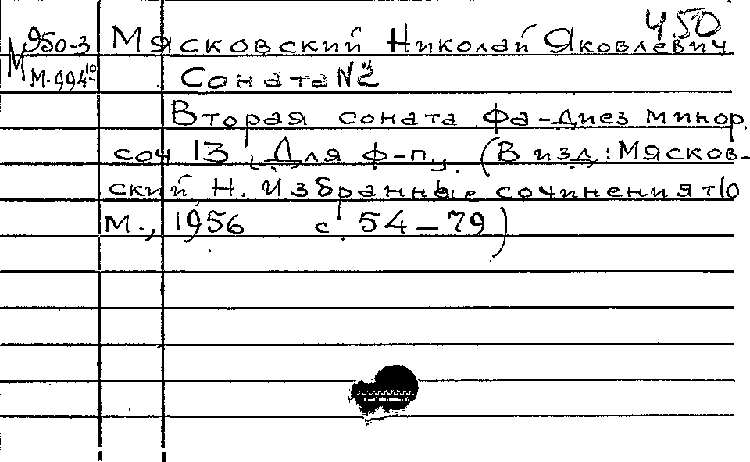 450
950-3 Мясковский Николай Яковлевич
М-994 Соната №2
Вторая соната фа-диез минор.
соч 13. Для ф-п. (В изд: Мясков-
ский Н. Избранные сочинения т10
М., 1956 с. 54-79)